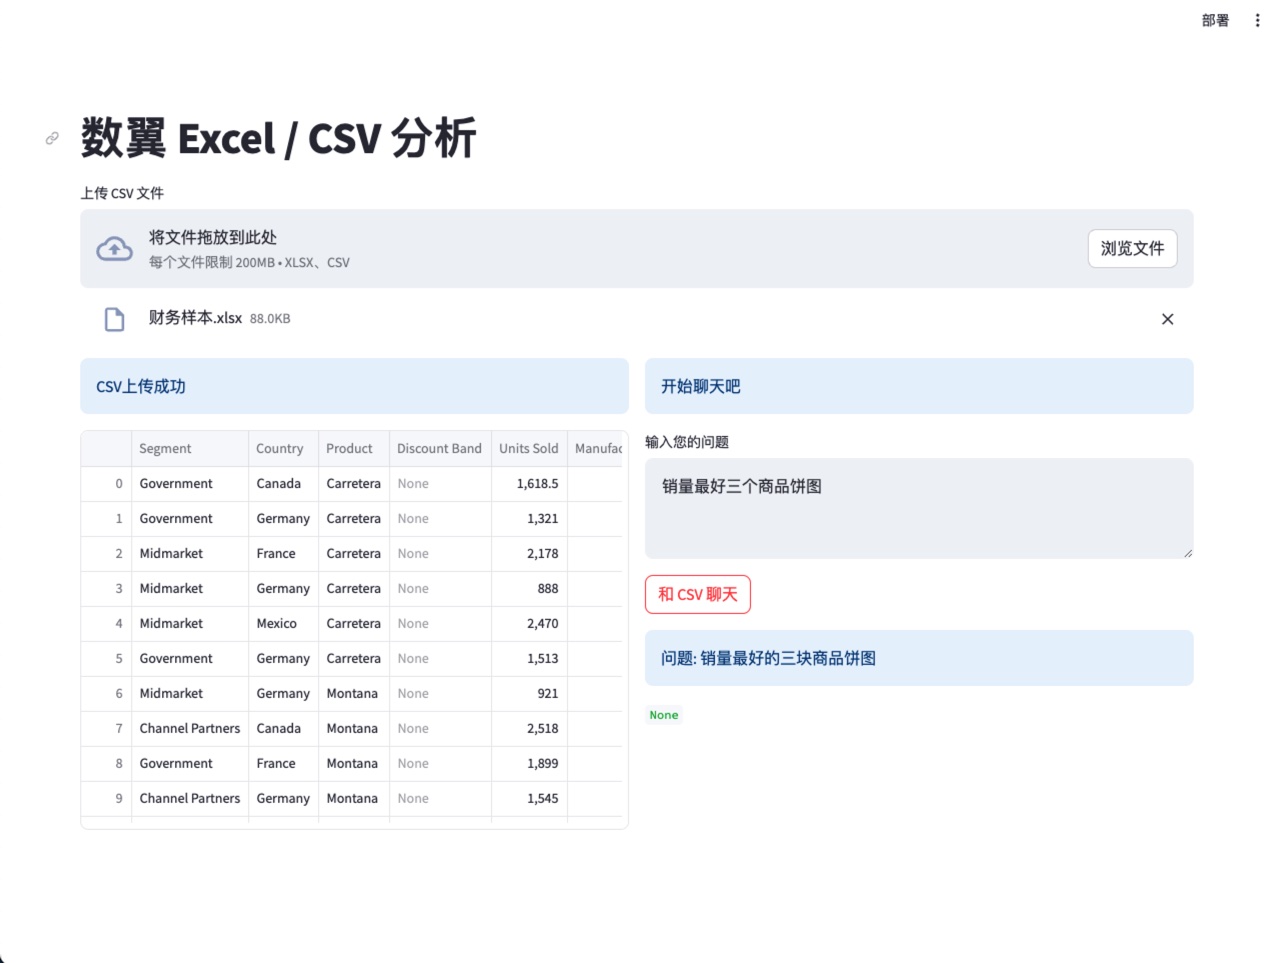 部署
数翼 Excel / CSV 分析
上传 CSV 文件
将文件拖放到此处
每个文件限制 200MB • XLSX、CSV
浏览文件
财务样本.xlsx 88.0KB
CSV上传成功
Segment Country Product Discount Band Units Sold Manufac
0 Government Canada Carretera None 1,618.5
1 Government Germany Carretera None 1,321
2 Midmarket France Carretera None 2,178
3 Midmarket Germany Carretera None 888
4 Midmarket Mexico Carretera None 2,470
5 Government Germany Carretera None 1,513
6 Midmarket Germany Montana None 921
7 Channel Partners Canada Montana None 2,518
8 Government France Montana None 1,899
9 Channel Partners Germany Montana None 1,545
开始聊天吧
输入您的问题
销量最好三个商品饼图
和 CSV 聊天
问题: 销量最好的三块商品饼图
None